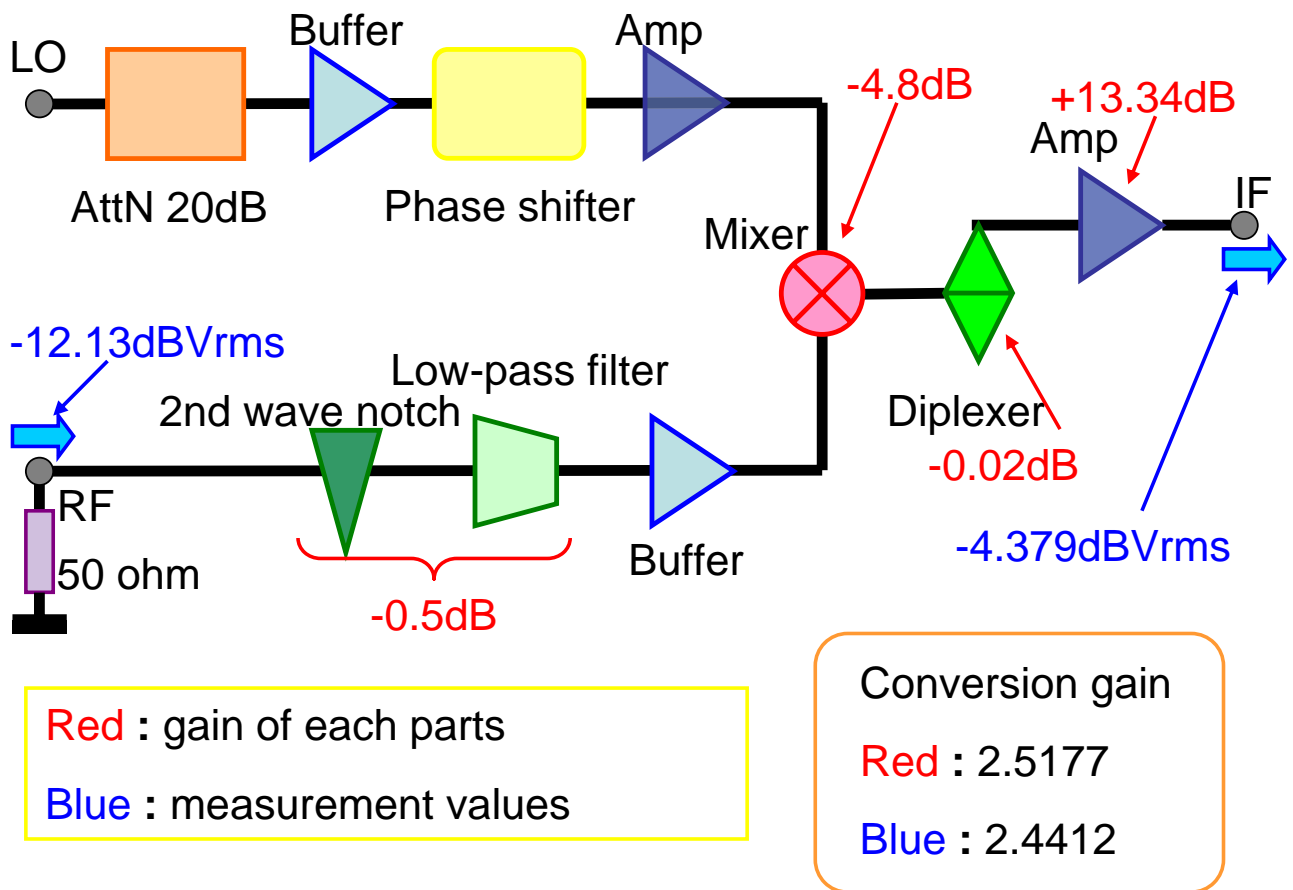 LO
Buffer
Amp
AttN 20dB
Phase shifter
-4.8dB
+13.34dB
Amp
IF
Mixer
-12.13dBVrms
Low-pass filter
2nd wave notch
Diplexer
-0.02dB
RF
50 ohm
Buffer
-4.379dBVrms
-0.5dB
Red : gain of each parts
Blue : measurement values
Conversion gain
Red : 2.5177
Blue : 2.4412